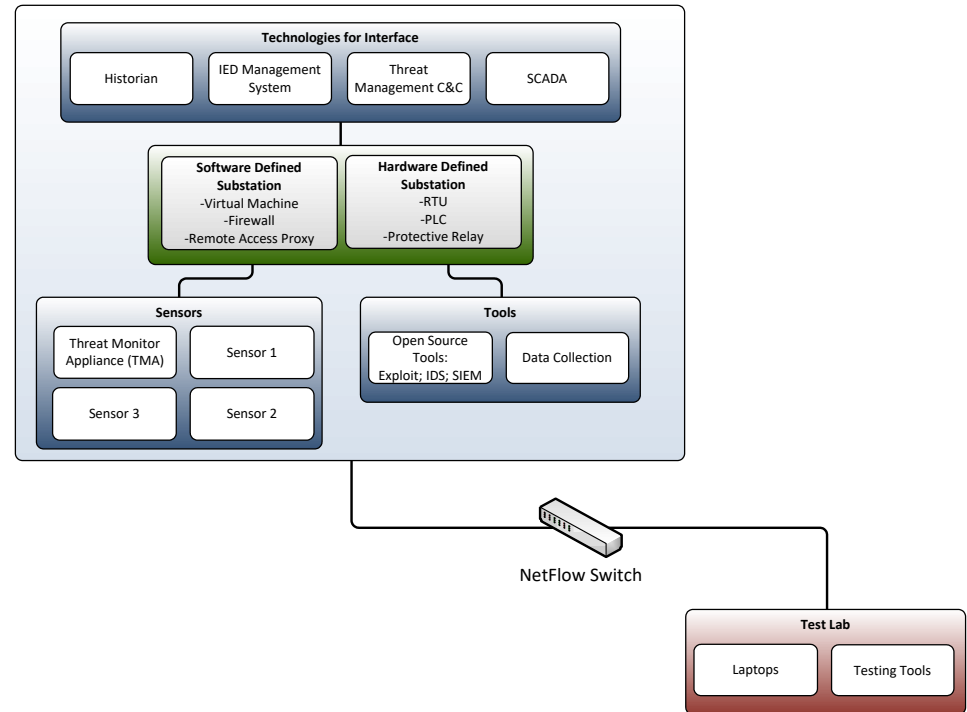 Technologies for Interface
Historian
IED Management
System
Threat
Management C&C
SCADA
Software Defined
Substation
-Virtual Machine
-Firewall
-Remote Access Proxy
Hardware Defined
Substation
-RTU
-PLC
-Protective Relay
Sensors
Threat Monitor
Appliance (TMA)
Sensor 1
Sensor 3
Sensor 2
Tools
Open Source
Tools:
Exploit; IDS; SIEM
Data Collection
NetFlow Switch
Test Lab
Laptops
Testing Tools